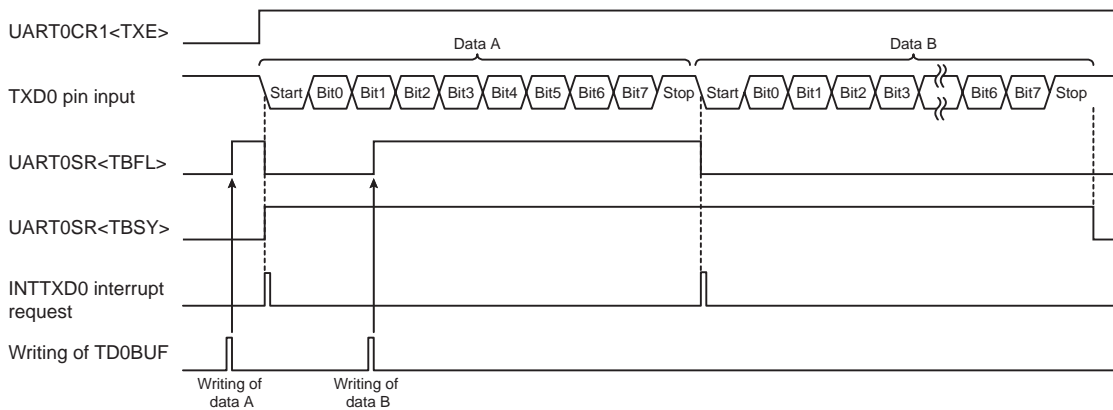 UART0CR1<TXE>
Data A
Data B
TXD0 pin input
Start Bit0 Bit1 Bit2 Bit3 Bit4 Bit5 Bit6 Bit7 Stop Start Bit0 Bit1 Bit2 Bit3 Bit6 Bit7 Stop
UART0SR<TBFL>
UART0SR<TBSY>
INTTXD0 interrupt
request
Writing of TD0BUF
Writing of
data A
Writing of
data B